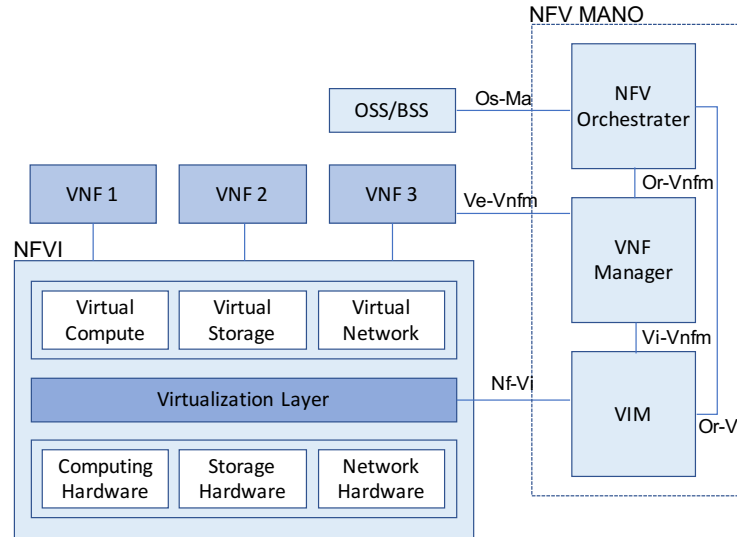 NFV MANO
OSS/BSS
Os-Ma
NFV
Orchestrater
VNF 1
VNF 2
VNF 3
Ve-Vnfm
Or-Vnfm
VNF
Manager
NFVI
Virtual
Compute
Virtual
Storage
Virtual
Network
Vi-Vnfm
Virtualization Layer
Nf-Vi
VIM
Or-V
Computing
Hardware
Storage
Hardware
Network
Hardware